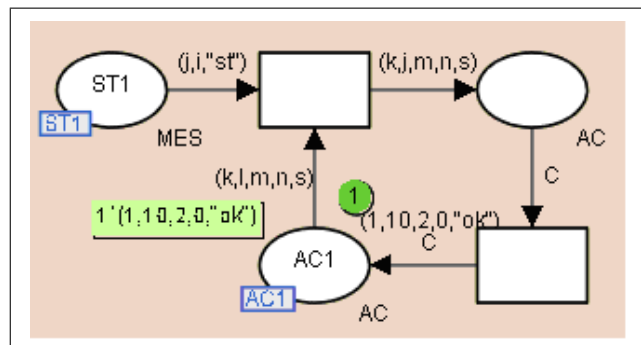 (j,i,"st")
(k,j,m,n,s)
ST1
ST1
MES
AC
(k,l,m,n,s)
C
1
1`(1,10,2,0,"ok")
(1,10,2,0,"ok")
C
AC1
AC1
AC